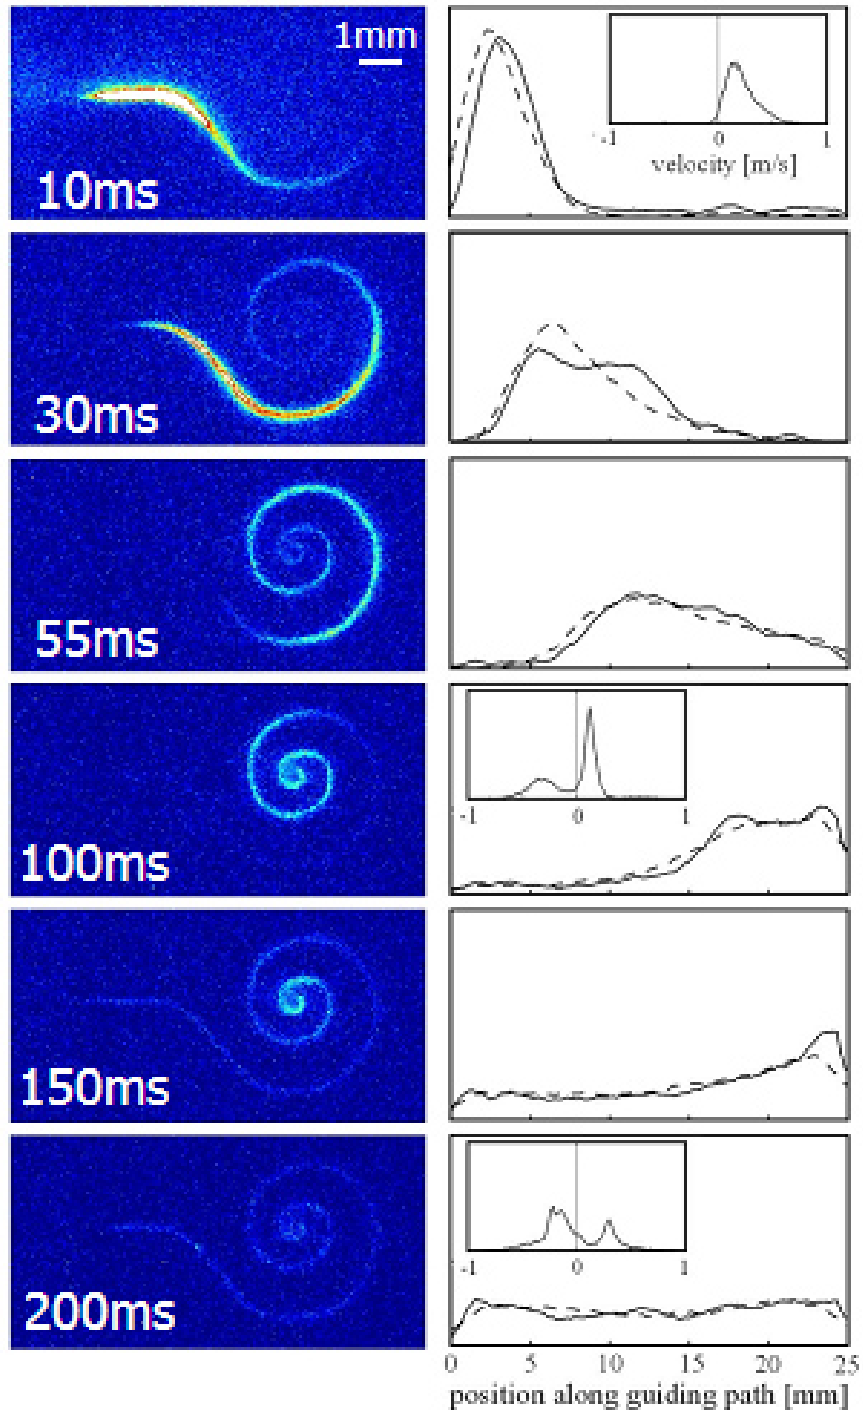 1mm
10ms
-1 0 1
velocity [m/s]
30ms
55ms
100ms
-1 0 1
150ms
200ms
-1 0 1
0 5 10 15 20 25
position along guiding path [mm]